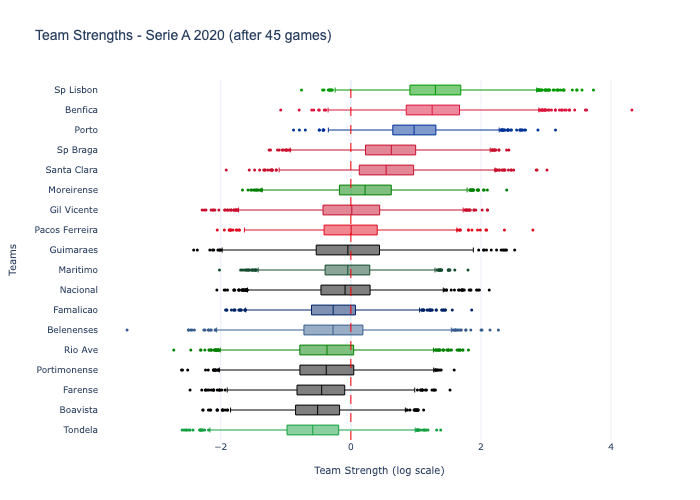 Team Strengths - Serie A 2020 (after 45 games)
Sp Lisbon
Benfica
Porto
Sp Braga
Santa Clara
Moreirense
Gil Vicente
Pacos Ferreira
Guimaraes
Maritimo
Nacional
Famalicao
Belenenses
Rio Ave
Portimonense
Farense
Boavista
Tondela
Teams
−2 0 2 4
Team Strength (log scale)